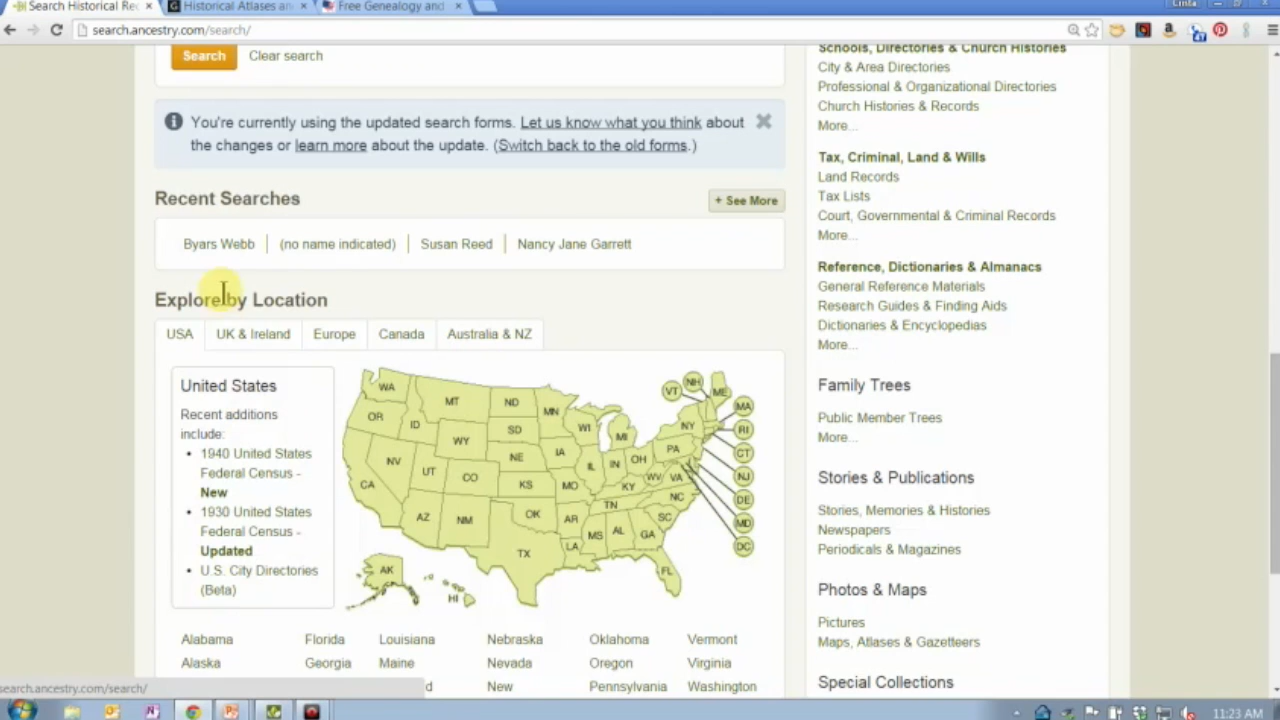 Search Historical Rec
Historical Atlases an
Free Genealogy and
Cinta
search.ancestry.com/search/
Search
Clear search
You're currently using the updated search forms. Let us know what you think about
the changes or learn more about the update. (Switch back to the old forms.)
Recent Searches
+ See More
Byars Webb
(no name indicated)
Susan Reed
Nancy Jane Garrett
Explore by Location
USA
UK & Ireland
Europe
Canada
Australia & NZ
United States
Recent additions
include:
• 1940 United States
Federal Census -
New
• 1930 United States
Federal Census -
Updated
• U.S. City Directories
(Beta)
WA
MT
ND
MN
VT
NH
ME
OR
ID
SD
WI
MI
NY
MA
RI
WY
NE
IA
PA
CT
NV
UT
CO
KS
IL
IN
OH
NJ
CA
MO
KY
WV
VA
DE
AZ
NM
OK
AR
TN
NC
MD
SC
DC
TX
LA
MS
AL
GA
FL
AK
HI
Alabama Florida Louisiana Nebraska Oklahoma Vermont
Alaska Georgia Maine Nevada Oregon Virginia
d New Pennsylvania Washington
Schools, Directories & Church Histories
City & Area Directories
Professional & Organizational Directories
Church Histories & Records
More...
Tax, Criminal, Land & Wills
Land Records
Tax Lists
Court, Governmental & Criminal Records
More...
Reference, Dictionaries & Almanacs
General Reference Materials
Research Guides & Finding Aids
Dictionaries & Encyclopedias
More...
Family Trees
Public Member Trees
More...
Stories & Publications
Stories, Memories & Histories
Newspapers
Periodicals & Magazines
Photos & Maps
Pictures
Maps, Atlases & Gazetteers
Special Collections
search.ancestry.com/search/
11:23 AM